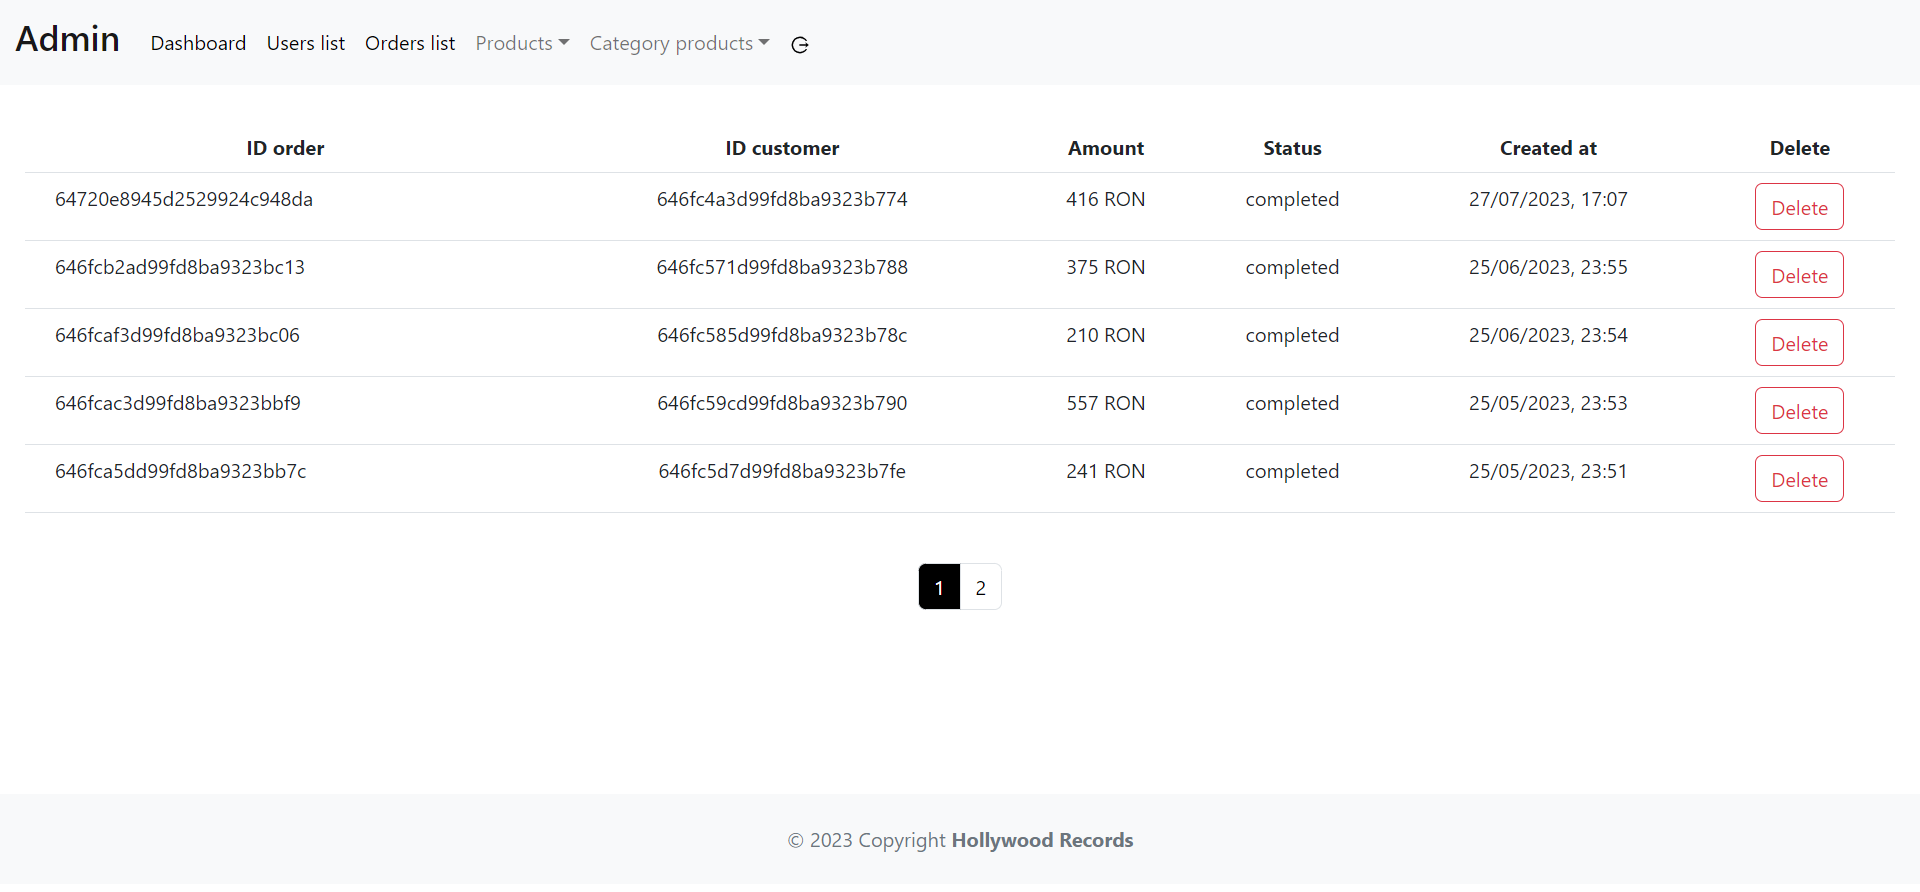 Admin Dashboard Users list Orders list Products Category products
ID order ID customer Amount Status Created at Delete
64720e8945d2529924c948da 646fc4a3d99fd8ba9323b774 416 RON completed 27/07/2023, 17:07 Delete
646fcb2ad99fd8ba9323bc13 646fc571d99fd8ba9323b788 375 RON completed 25/06/2023, 23:55 Delete
646fcaf3d99fd8ba9323bc06 646fc585d99fd8ba9323b78c 210 RON completed 25/06/2023, 23:54 Delete
646fcac3d99fd8ba9323bbf9 646fc59cd99fd8ba9323b790 557 RON completed 25/05/2023, 23:53 Delete
646fca5dd99fd8ba9323bb7c 646fc5d7d99fd8ba9323b7fe 241 RON completed 25/05/2023, 23:51 Delete
1 2
© 2023 Copyright Hollywood Records